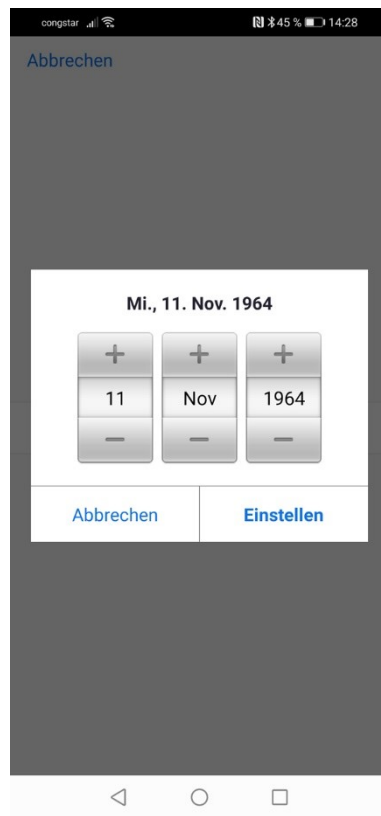 congstar 45 % 14:28
Abbrechen
Mi., 11. Nov. 1964
11 Nov 1964
Abbrechen Einstellen